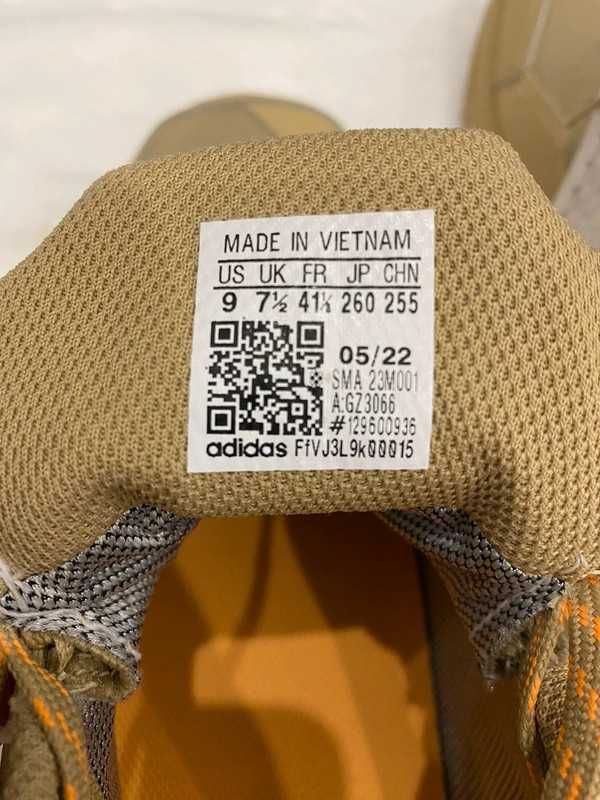 MADE IN VIETNAM
US UK FR JP CHN
9 7½ 41⅓ 260 255
05/22
SMA 23M001
A:GZ3066
#129600936
adidas FfVJ3L9k00015